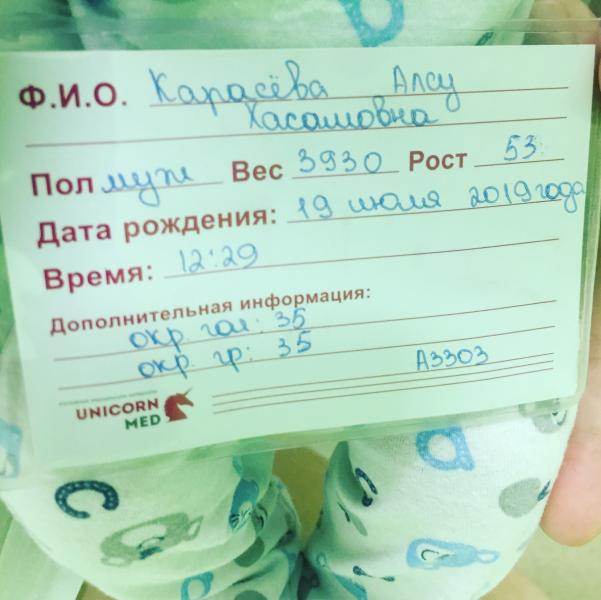 Ф.И.О. Карасёва Алсу
Хасамовна
Пол муж Вес 3930 Рост 53
Дата рождения: 19 июля 2019 года
Время: 12:29
Дополнительная информация:
окр. гол: 35
окр. гр: 35
А3303
UNICORN
MED